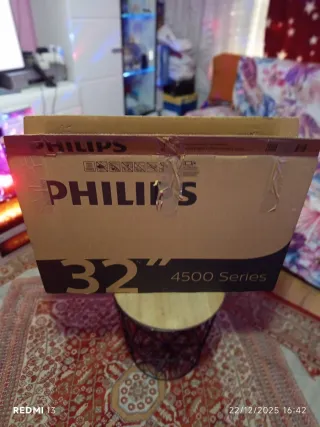 PHILIPS
PHILIPS
32" 4500 Series
REDMI 13
22/12/2025 16:42